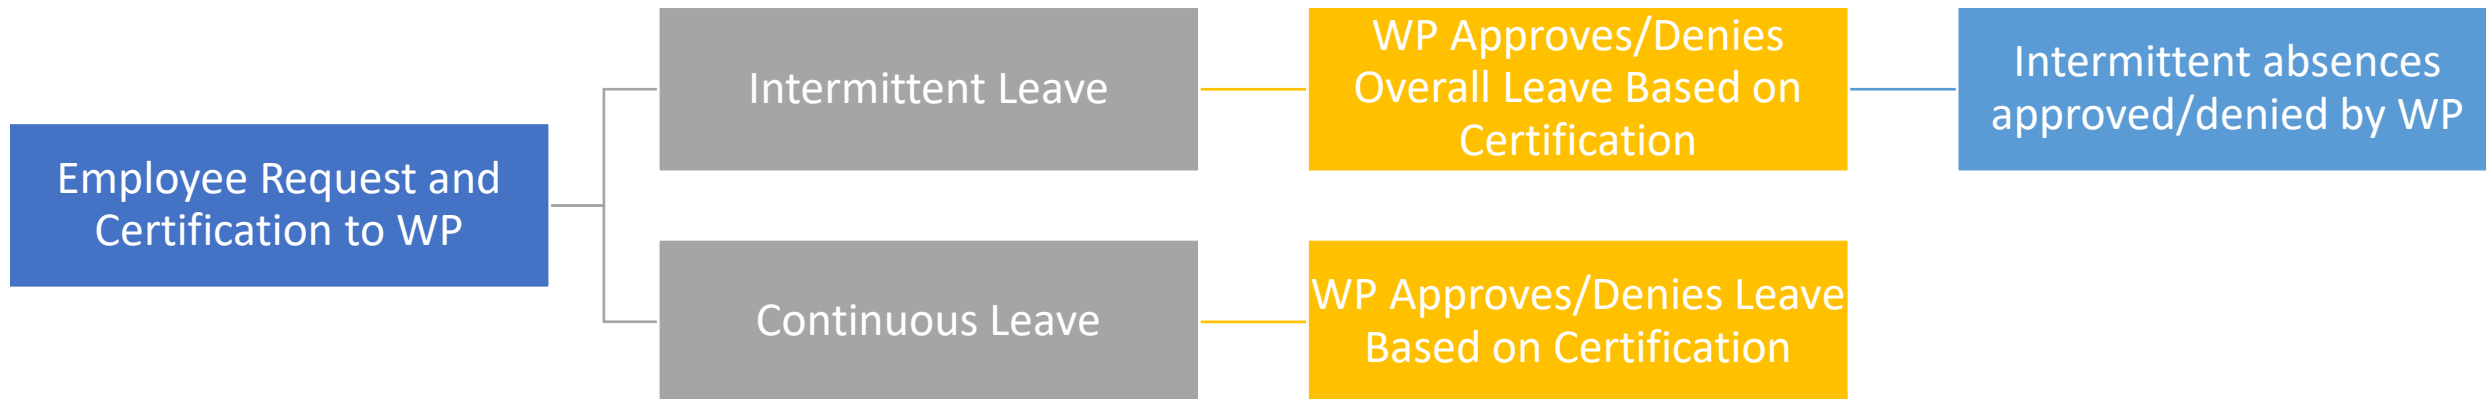 Employee Request and
Certification to WP
Intermittent Leave
WP Approves/Denies
Overall Leave Based on
Certification
Intermittent absences
approved/denied by WP
Continuous Leave
WP Approves/Denies Leave
Based on Certification